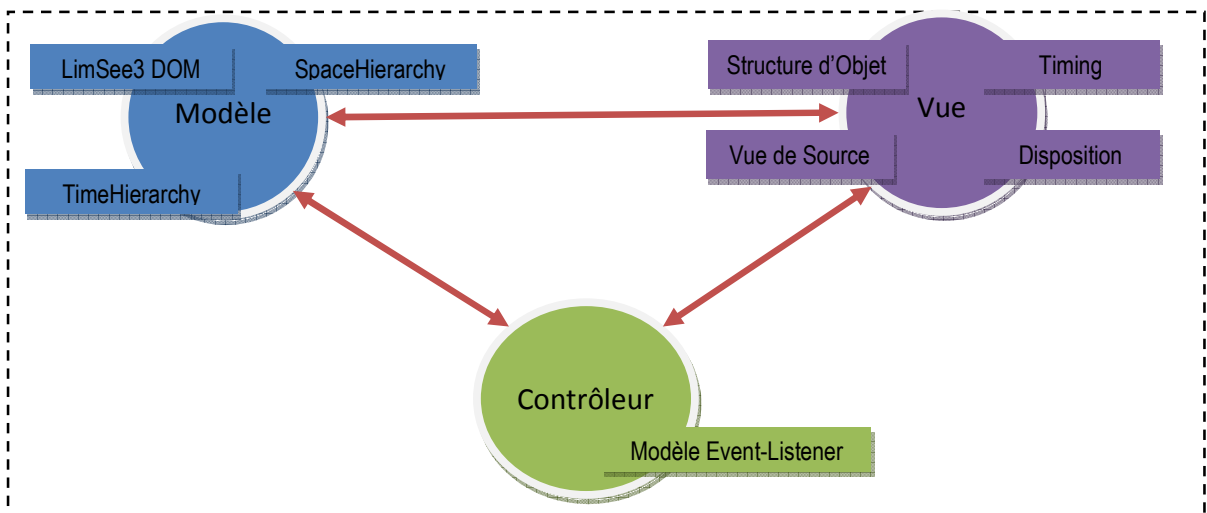 LimSee3 DOM
SpaceHierarchy
Modèle
TimeHierarchy
Structure d’Objet
Timing
Vue
Vue de Source
Disposition
Contrôleur
Modèle Event-Listener